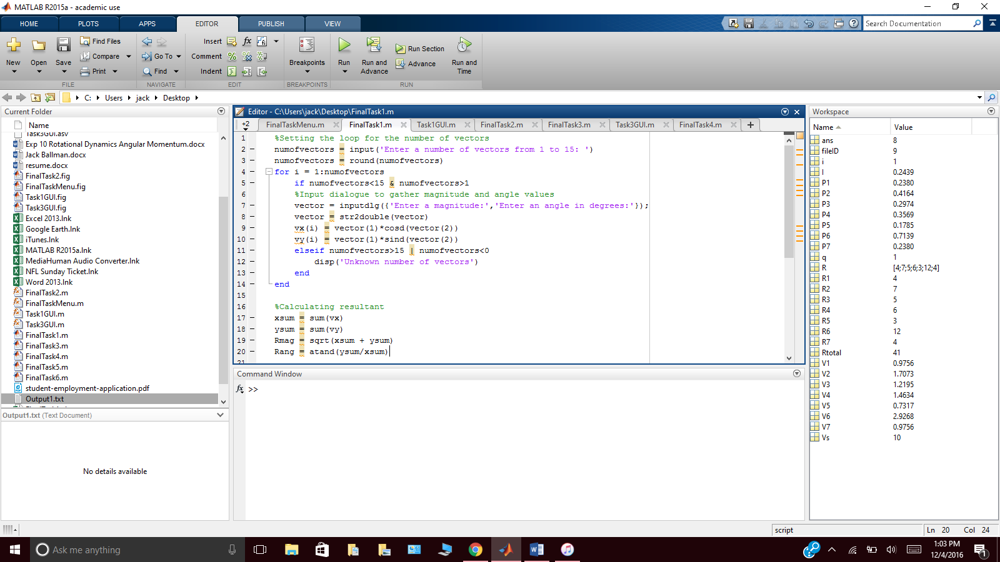 MATLAB R2015a - academic use
HOME PLOTS APPS EDITOR PUBLISH VIEW
Search Documentation
New Open Save
Find Files
Compare
Print
Go To
Find
Insert
Comment
Indent
fx
Breakpoints
Run
Run and Advance
Run Section
Advance
Run and Time
FILE NAVIGATE EDIT BREAKPOINTS RUN
C: Users jack Desktop
Current Folder
Name
Task3GUI.asv
Exp 10 Rotational Dynamics Angular Momentum.docx
Jack Ballman.docx
resume.docx
FinalTask2.fig
FinalTaskMenu.fig
Task1GUI.fig
Task3GUI.fig
Excel 2013.lnk
Google Earth.lnk
iTunes.lnk
MATLAB R2015a.lnk
MediaHuman Audio Converter.lnk
NFL Sunday Ticket.lnk
Word 2013.lnk
FinalTask2.m
FinalTaskMenu.m
Task1GUI.m
Task3GUI.m
FinalTask1.m
FinalTask3.m
FinalTask4.m
FinalTask5.m
FinalTask6.m
student-employment-application.pdf
Output1.txt
Output1.txt (Text Document)
No details available
Editor - C:\Users\jack\Desktop\FinalTask1.m
+2 FinalTaskMenu.m FinalTask1.m Task1GUI.m FinalTask2.m FinalTask3.m Task3GUI.m FinalTask4.m
1 %Setting the loop for the number of vectors
2 numofvectors = input('Enter a number of vectors from 1 to 15: ')
3 numofvectors = round(numofvectors)
4 for i = 1:numofvectors
5 if numofvectors<15 & numofvectors>1
6 %Input dialogue to gather magnitude and angle values
7 vector = inputdlg({'Enter a magnitude:','Enter an angle in degrees:'});
8 vector = str2double(vector)
9 vx(i) = vector(1)*cosd(vector(2))
10 vy(i) = vector(1)*sind(vector(2))
11 elseif numofvectors>15 | numofvectors<0
12 disp('Unknown number of vectors')
13 end
14 end
15
16 %Calculating resultant
17 xsum = sum(vx)
18 ysum = sum(vy)
19 Rmag = sqrt(xsum + ysum)
20 Rang = atand(ysum/xsum)
21
Command Window
fx >>
Workspace
Name Value
ans 8
fileID 9
i 1
I 0.2439
P1 0.2380
P2 0.4164
P3 0.2974
P4 0.3569
P5 0.1785
P6 0.7139
P7 0.2380
q 1
R [4;7;5;6;3;12;4]
R1 4
R2 7
R3 5
R4 6
R5 3
R6 12
R7 4
Rtotal 41
V1 0.9756
V2 1.7073
V3 1.2195
V4 1.4634
V5 0.7317
V6 2.9268
V7 0.9756
Vs 10
script Ln 20 Col 24
Ask me anything
1:03 PM
12/4/2016
1